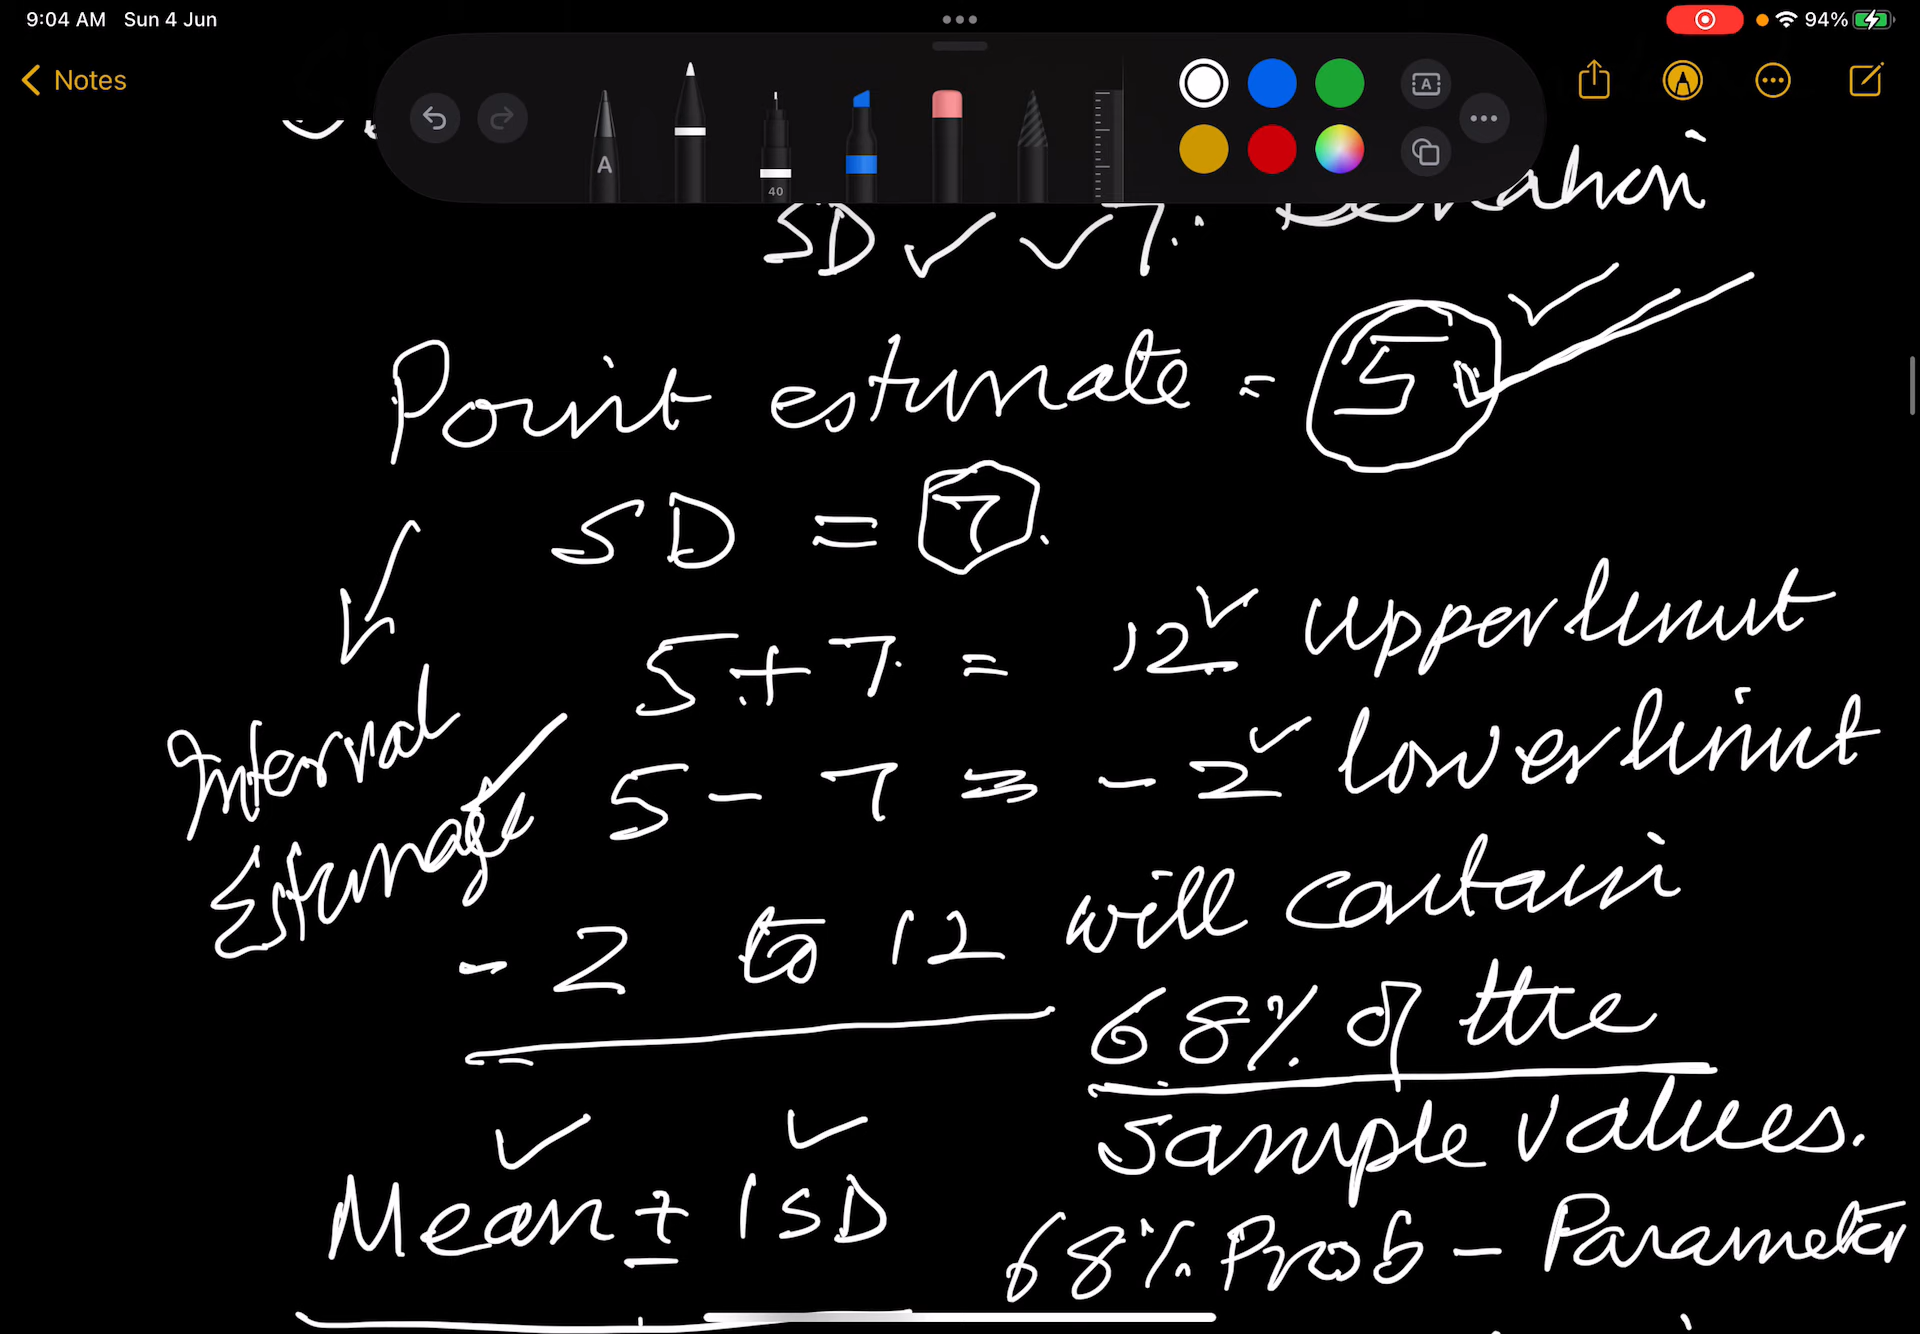 9:04 AM Sun 4 Jun
94%
Notes
A
40
A
SD ✓ ✓ 7.
Point estimate = 5
SD = 7.
5 + 7 = 12 upper limit
5 - 7 = - 2 lower limit
Interval
Estimate
- 2 to 12 will contain
68% of the
sample values.
Mean ± 1SD
68% Prob - Parameter